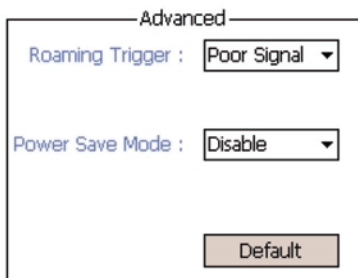 Advanced
Roaming Trigger : Poor Signal
Power Save Mode : Disable
Default